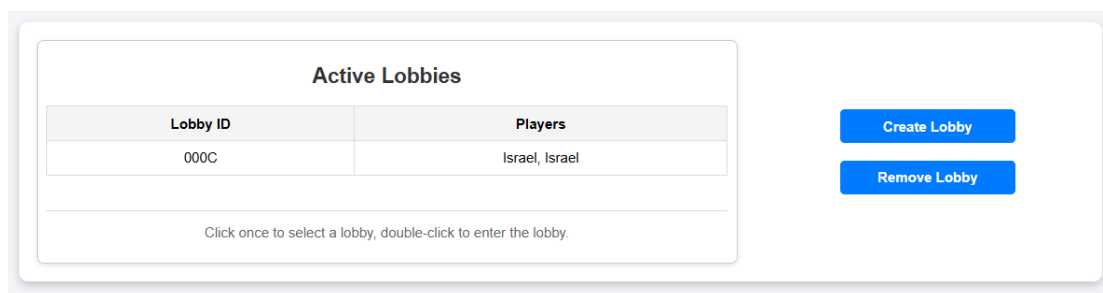 Active Lobbies
Lobby ID Players
000C Israel, Israel
Click once to select a lobby, double-click to enter the lobby.
Create Lobby
Remove Lobby